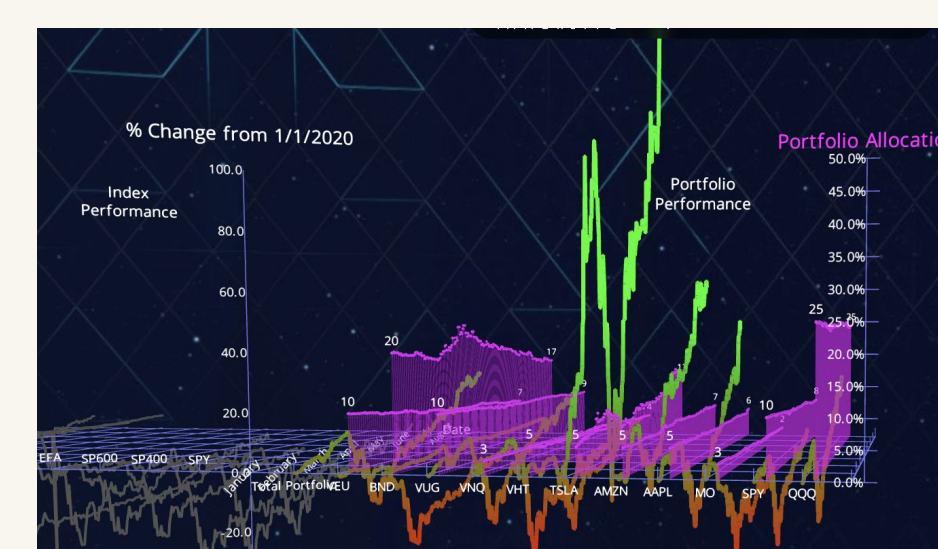 % Change from 1/1/2020
Portfolio Allocatio
Index
Performance
Portfolio
Performance
100.0
80.0
60.0
40.0
20.0
0.0
-20.0
50.0%
45.0%
40.0%
35.0%
30.0%
25.0%
20.0%
15.0%
10.0%
5.0%
0.0%
20
17
10
10
7
9
25
10
8
7
6
5
5
5
5
3
3
2
Date
January
February
March
April
EFA
SP600
SP400
SPY
Total Portfolio
VEU
BND
VUG
VNQ
VHT
TSLA
AMZN
AAPL
MO
SPY
QQQ